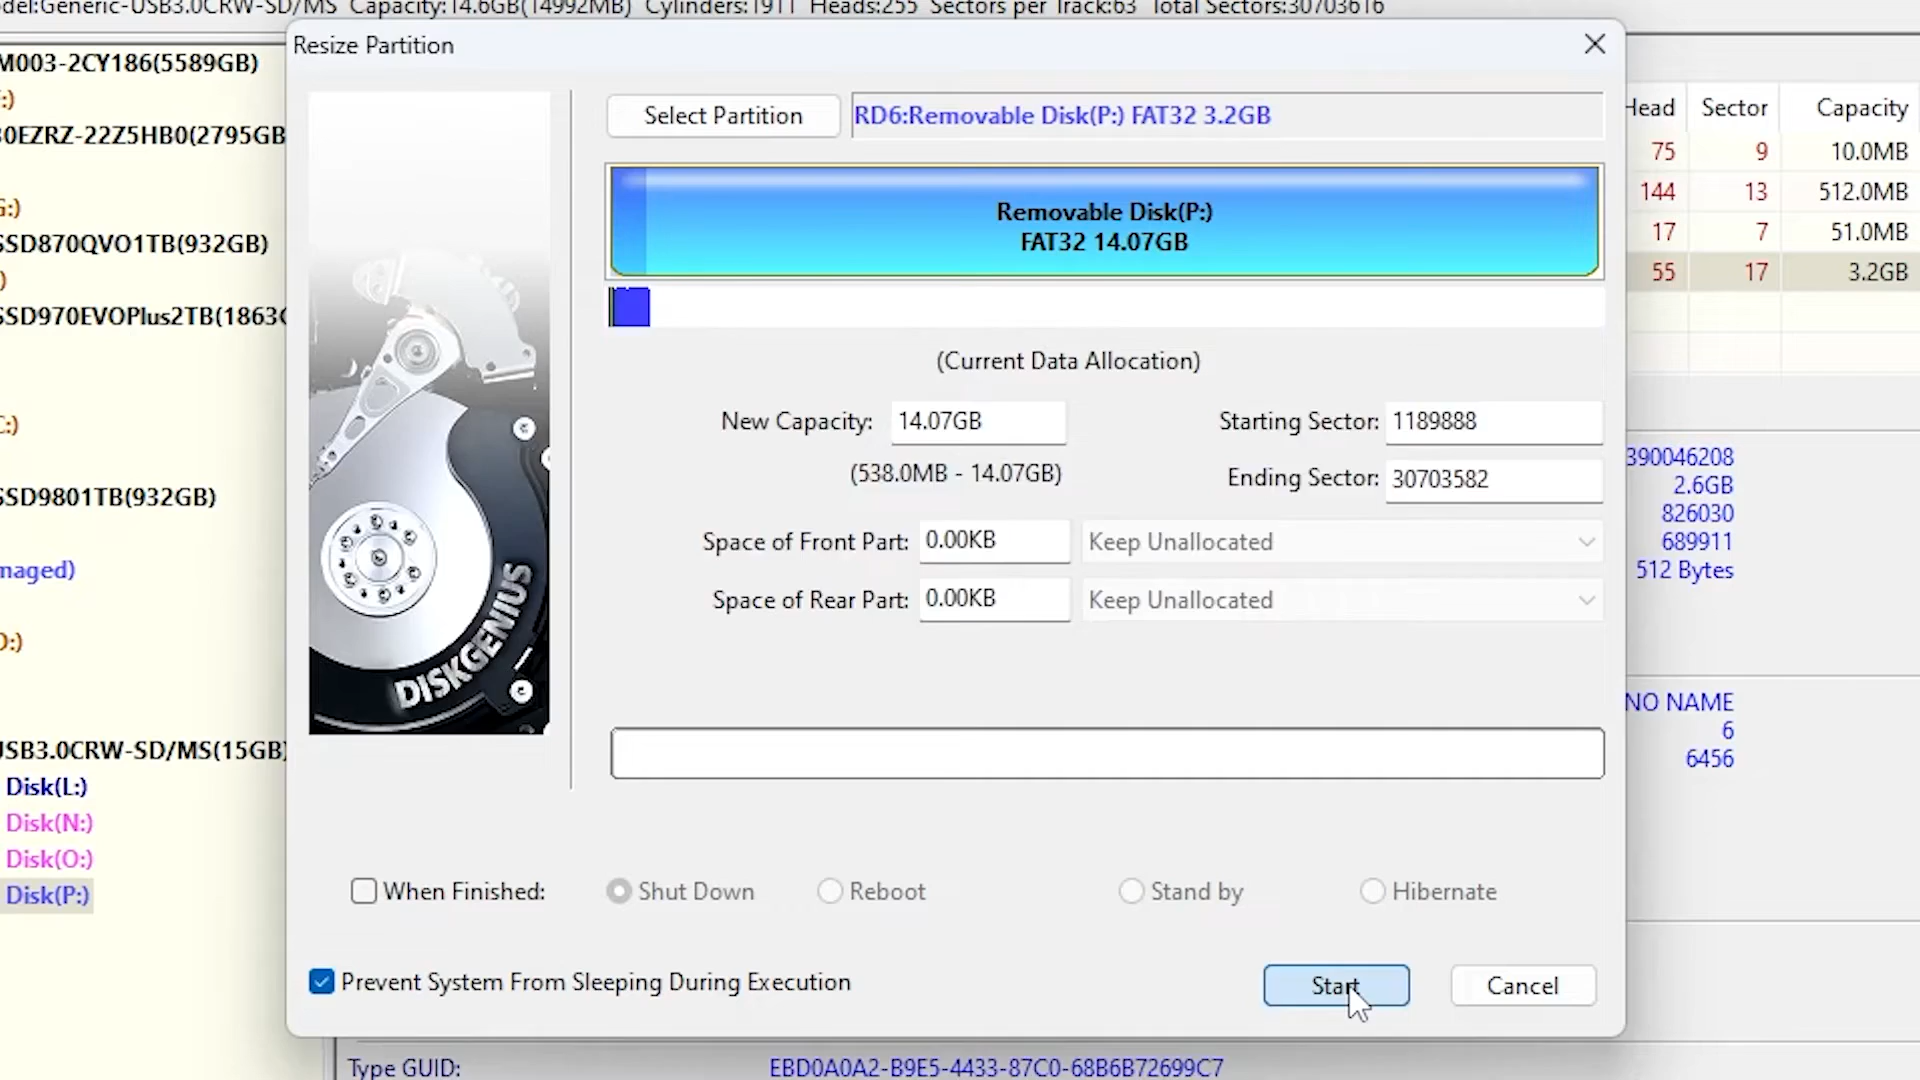 Model:Generic-USB3.0CRW-SD/MS Capacity:14.6GB(14992MB) Cylinders:1911 Heads:255 Sectors per Track:63 Total Sectors:30703616
M003-2CY186(5589GB)
:)
0EZRZ-22Z5HB0(2795GB
G:)
SSD870QVO1TB(932GB)
)
SSD970EVOPlus2TB(1863G
C:)
SSD9801TB(932GB)
maged)
D:)
USB3.0CRW-SD/MS(15GB)
Disk(L:)
Disk(N:)
Disk(O:)
Disk(P:)
Resize Partition
Select Partition
RD6:Removable Disk(P:) FAT32 3.2GB
Removable Disk(P:)
FAT32 14.07GB
(Current Data Allocation)
New Capacity: 14.07GB
(538.0MB - 14.07GB)
Starting Sector: 1189888
Ending Sector: 30703582
Space of Front Part: 0.00KB Keep Unallocated
Space of Rear Part: 0.00KB Keep Unallocated
DISKGENIUS
When Finished: Shut Down Reboot Stand by Hibernate
Prevent System From Sleeping During Execution
Start Cancel
Head Sector Capacity
75 9 10.0MB
144 13 512.0MB
17 7 51.0MB
55 17 3.2GB
390046208
2.6GB
826030
689911
512 Bytes
NO NAME
6
6456
Type GUID: EBD0A0A2-B9E5-4433-87C0-68B6B72699C7